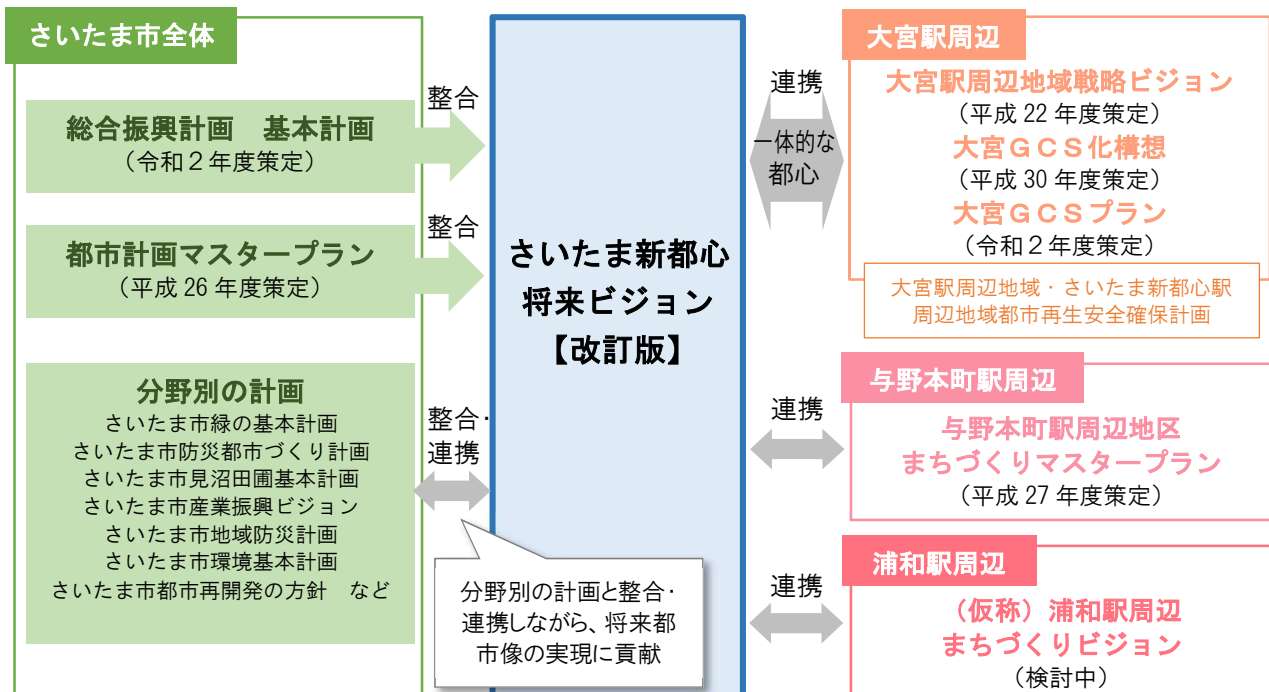 さいたま市全体
総合振興計画　基本計画
（令和２年度策定）
都市計画マスタープラン
（平成 26 年度策定）
分野別の計画
さいたま市緑の基本計画
さいたま市防災都市づくり計画
さいたま市見沼田圃基本計画
さいたま市産業振興ビジョン
さいたま市地域防災計画
さいたま市環境基本計画
さいたま市都市再開発の方針　など
整合
整合
整合・
連携
分野別の計画と整合・
連携しながら、将来都
市像の実現に貢献
さいたま新都心
将来ビジョン
【改訂版】
連携
一体的な
都心
連携
連携
大宮駅周辺
大宮駅周辺地域戦略ビジョン
（平成 22 年度策定）
大宮ＧＣＳ化構想
（平成 30 年度策定）
大宮ＧＣＳプラン
（令和２年度策定）
大宮駅周辺地域・さいたま新都心駅
周辺地域都市再生安全確保計画
与野本町駅周辺
与野本町駅周辺地区
まちづくりマスタープラン
（平成 27 年度策定）
浦和駅周辺
（仮称）浦和駅周辺
まちづくりビジョン
（検討中）